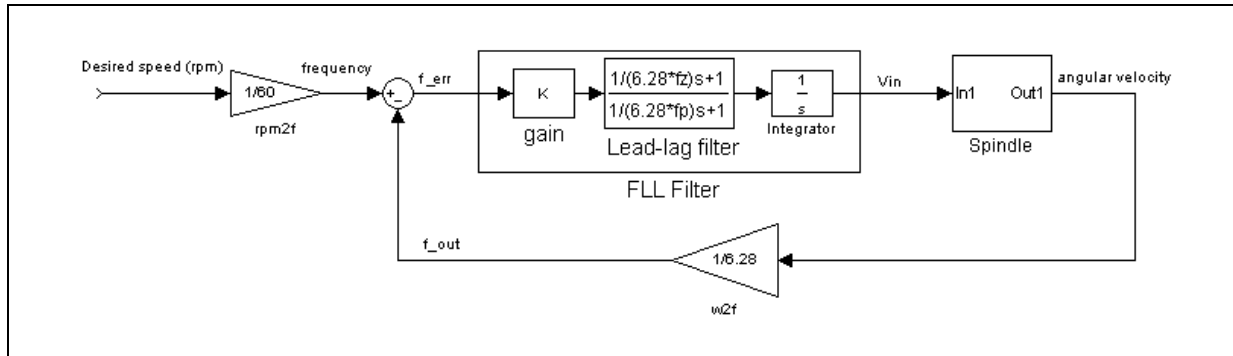 Desired speed (rpm)
1/60
rpm2f
frequency
+
-
f_err
K
gain
1/(6.28*fz)s+1
1/(6.28*fp)s+1
Lead-lag filter
1
s
Integrator
FLL Filter
Vin
In1 Out1
Spindle
angular velocity
f_out
1/6.28
w2f